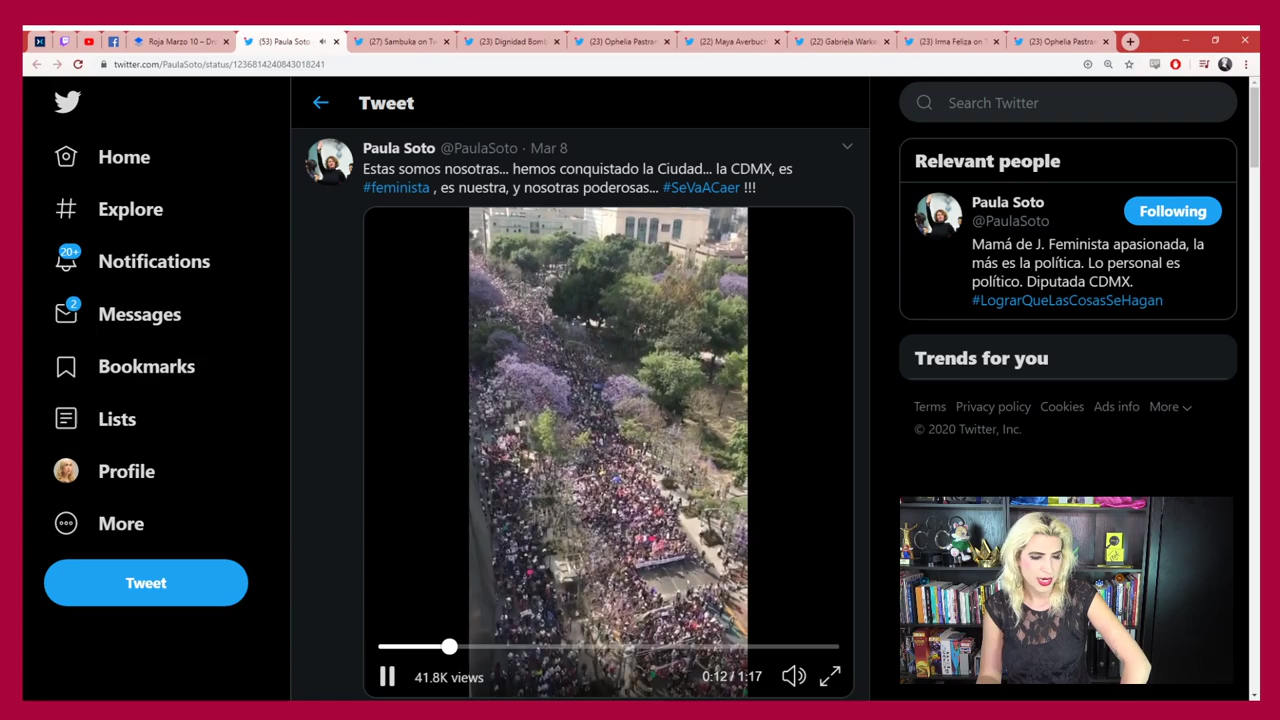 Roja Marzo 10 – Dr
(53) Paula Soto
(27) Sambuka on Tw
(23) Dignidad Bomb
(23) Ophelia Pastran
(22) Maya Averbuch
(22) Gabriela Warke
(23) Irma Feliza on T
(23) Ophelia Pastran
twitter.com/PaulaSoto/status/1236814240843018241
Home
Explore
20+
Notifications
2
Messages
Bookmarks
Lists
Profile
More
Tweet
Tweet
Paula Soto @PaulaSoto · Mar 8
Estas somos nosotras... hemos conquistado la Ciudad... la CDMX, es
#feminista , es nuestra, y nosotras poderosas... #SeVaACaer !!!
41.8K views
0:12 / 1:17
Search Twitter
Relevant people
Paula Soto
@PaulaSoto
Following
Mamá de J. Feminista apasionada, la
más es la política. Lo personal es
político. Diputada CDMX.
#LograrQueLasCosasSeHagan
Trends for you
Terms Privacy policy Cookies Ads info More
© 2020 Twitter, Inc.